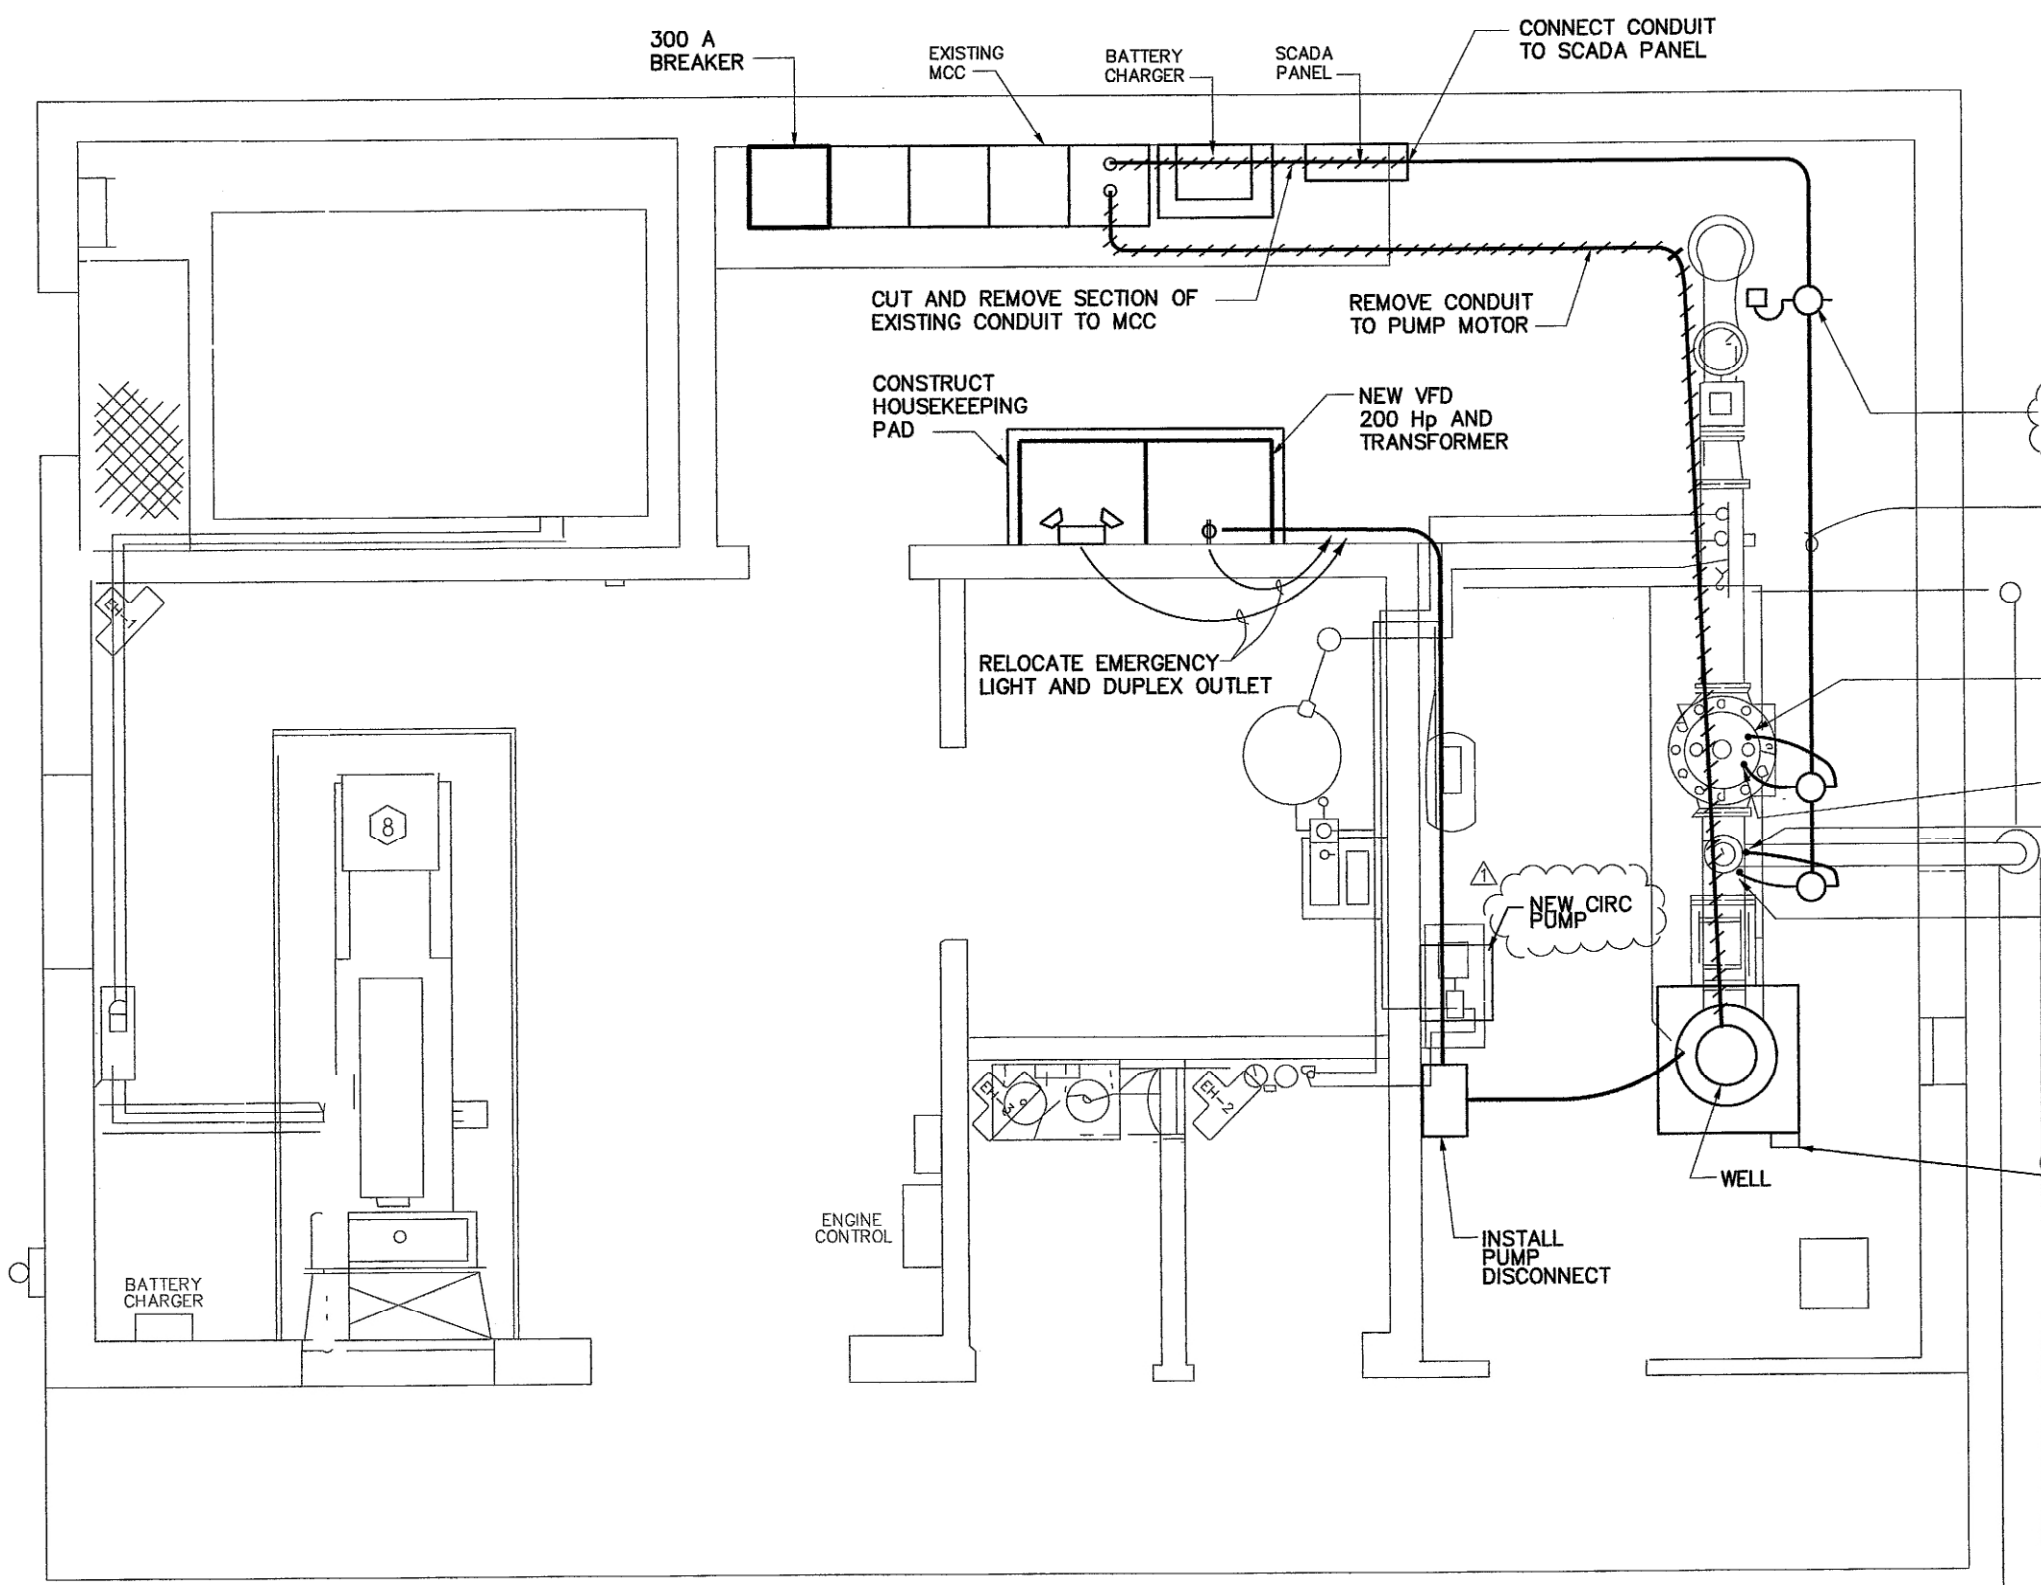 300 A
BREAKER
EXISTING
MCC
BATTERY
CHARGER
SCADA
PANEL
CONNECT CONDUIT
TO SCADA PANEL
CUT AND REMOVE SECTION OF
EXISTING CONDUIT TO MCC
REMOVE CONDUIT
TO PUMP MOTOR
CONSTRUCT
HOUSEKEEPING
PAD
NEW VFD
200 Hp AND
TRANSFORMER
EH-1
RELOCATE EMERGENCY
LIGHT AND DUPLEX OUTLET
8
1
NEW CIRC
PUMP
EH-3
EH-2
WELL
ENGINE
CONTROL
INSTALL
PUMP
DISCONNECT
BATTERY
CHARGER